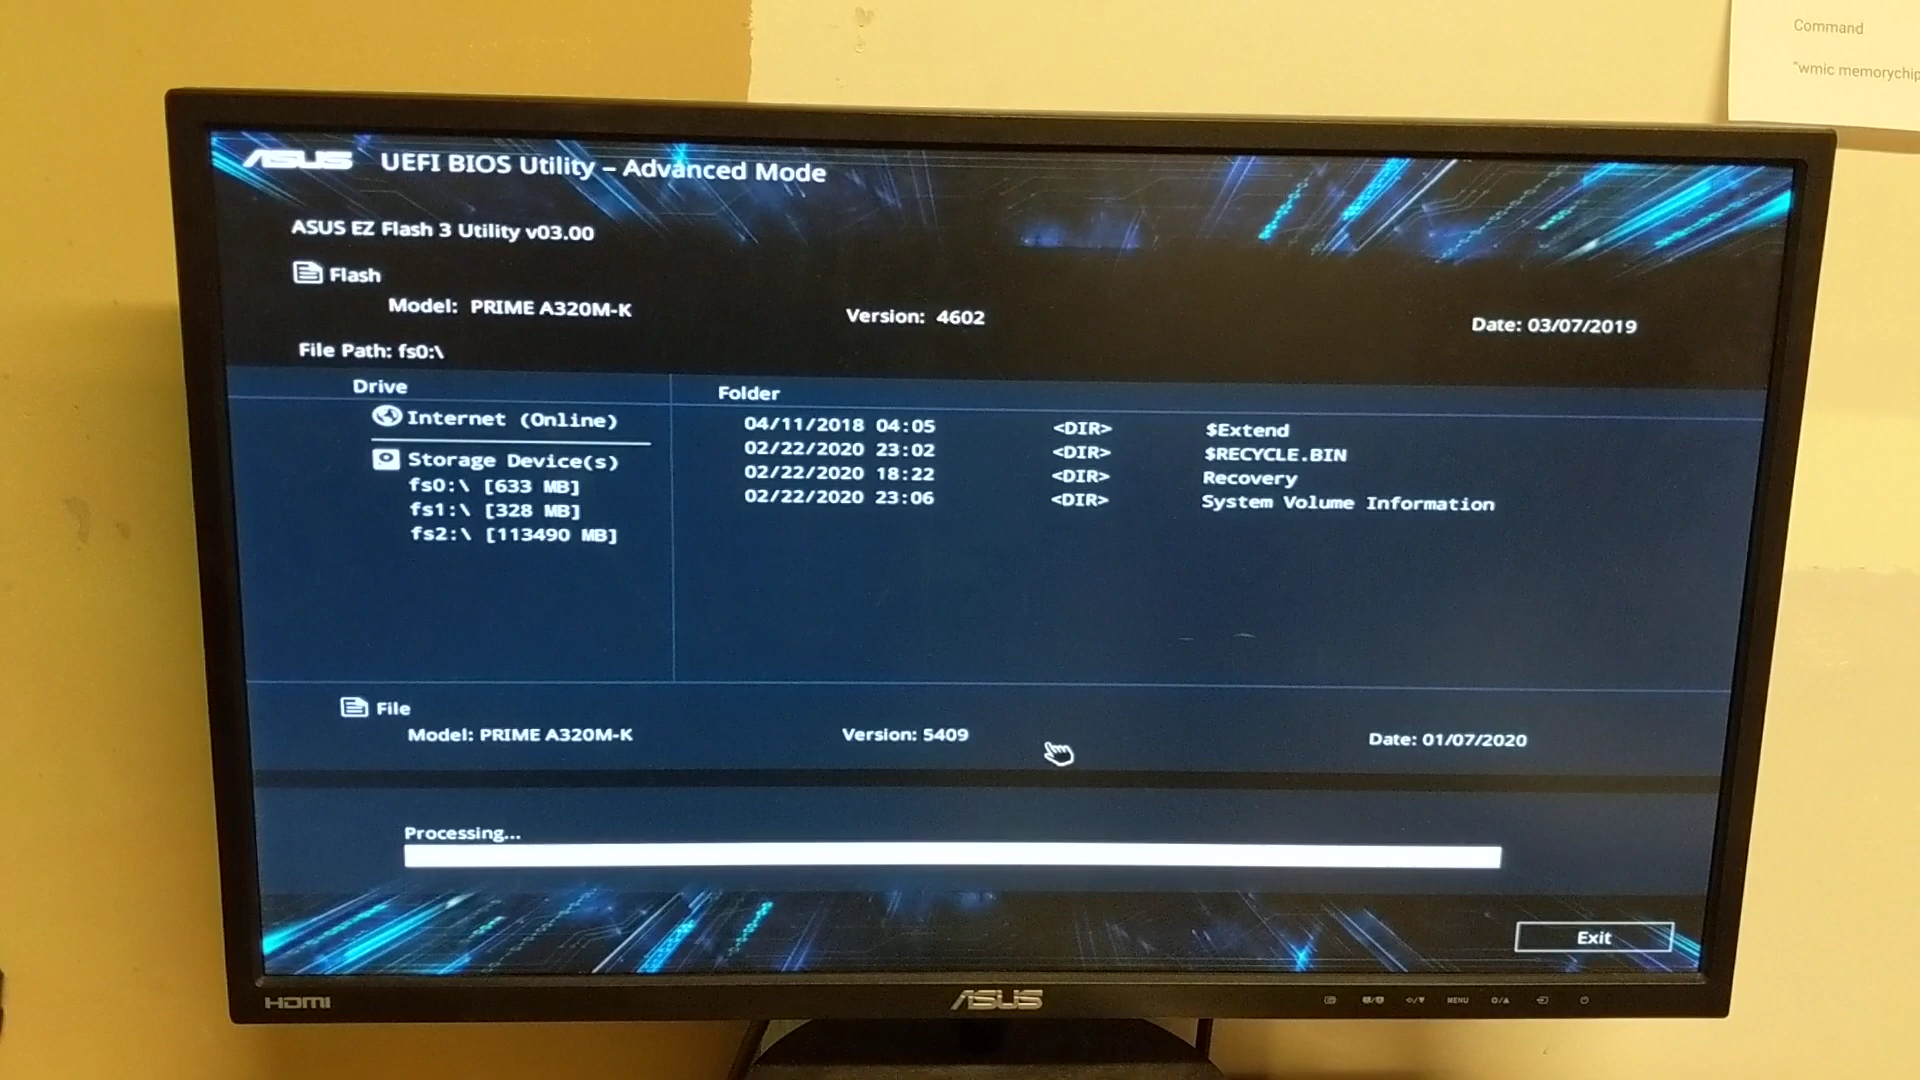 Command
"wmic memorychip
ASUS UEFI BIOS Utility – Advanced Mode
ASUS EZ Flash 3 Utility v03.00
Flash
Model: PRIME A320M-K Version: 4602 Date: 03/07/2019
File Path: fs0:\
Drive Folder
Internet (Online)
Storage Device(s)
fs0:\ [633 MB]
fs1:\ [328 MB]
fs2:\ [113490 MB]
04/11/2018 04:05 <DIR> $Extend
02/22/2020 23:02 <DIR> $RECYCLE.BIN
02/22/2020 18:22 <DIR> Recovery
02/22/2020 23:06 <DIR> System Volume Information
File
Model: PRIME A320M-K Version: 5409 Date: 01/07/2020
Processing...
Exit
HDMI ASUS MENU